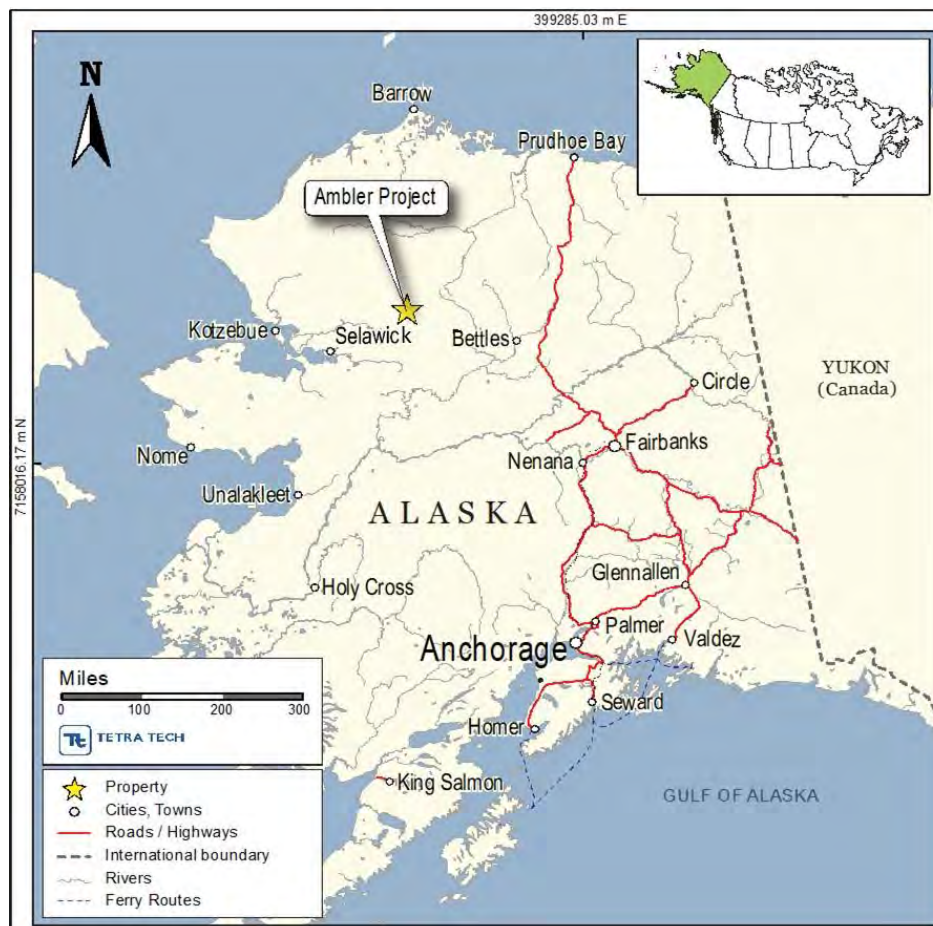 399285.03 m E
N
Barrow
Prudhoe Bay
Ambler Project
Kotzebue
Selawick
Bettles
Circle
YUKON
(Canada)
7158016.17 m N
Nome
Fairbanks
Nenana
Unalakleet
ALASKA
Holy Cross
Glennallen
Palmer
Anchorage
Valdez
Seward
Homer
King Salmon
GULF OF ALASKA
Miles
0 100 200 300
Tt TETRA TECH
Property
Cities, Towns
Roads / Highways
International boundary
Rivers
Ferry Routes